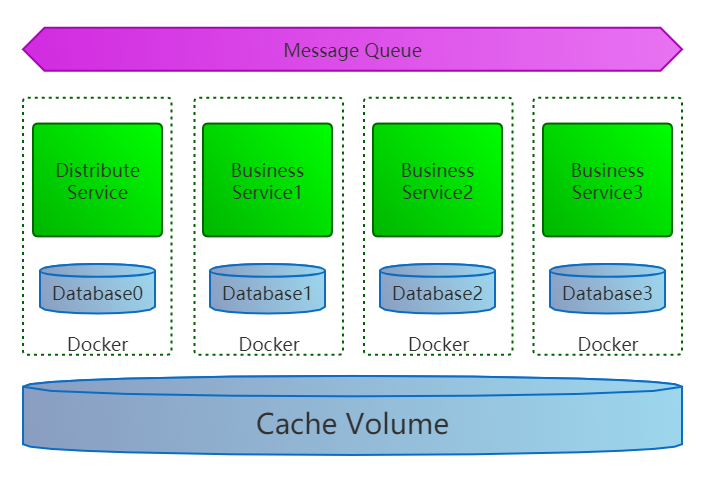 Message Queue
Distribute
Service
Business
Service1
Business
Service2
Business
Service3
Database0
Database1
Database2
Database3
Docker
Docker
Docker
Docker
Cache Volume